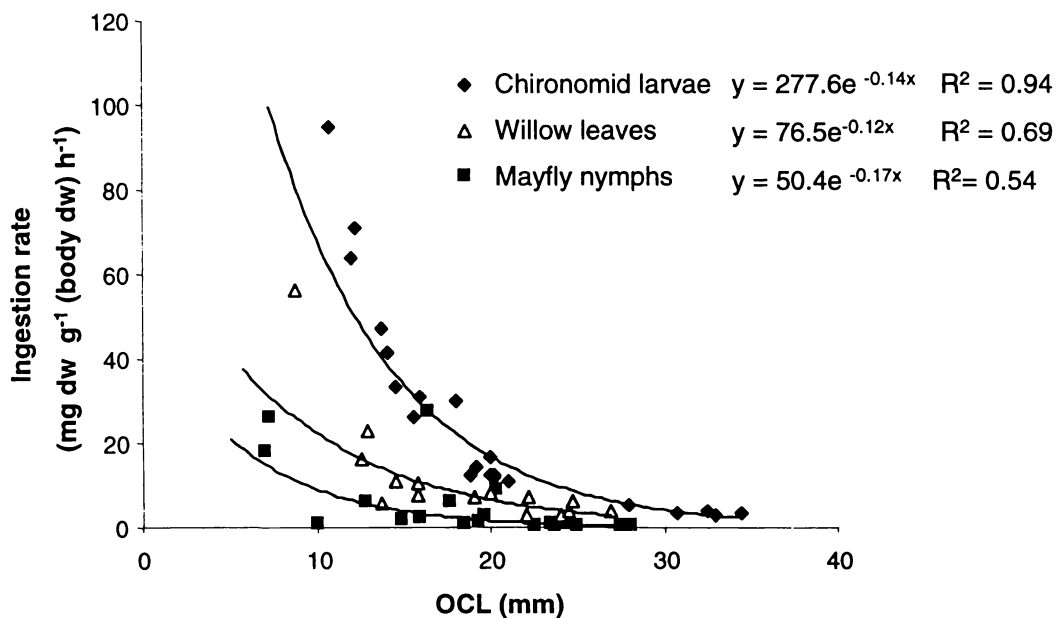 120
100
80
60
40
20
0
Ingestion rate
(mg dw g⁻¹ (body dw) h⁻¹)
Chironomid larvae y = 277.6e ^-0.14x R² = 0.94
Willow leaves y = 76.5e^-0.12x R² = 0.69
Mayfly nymphs y = 50.4e ^-0.17x R²= 0.54
0 10 20 30 40
OCL (mm)